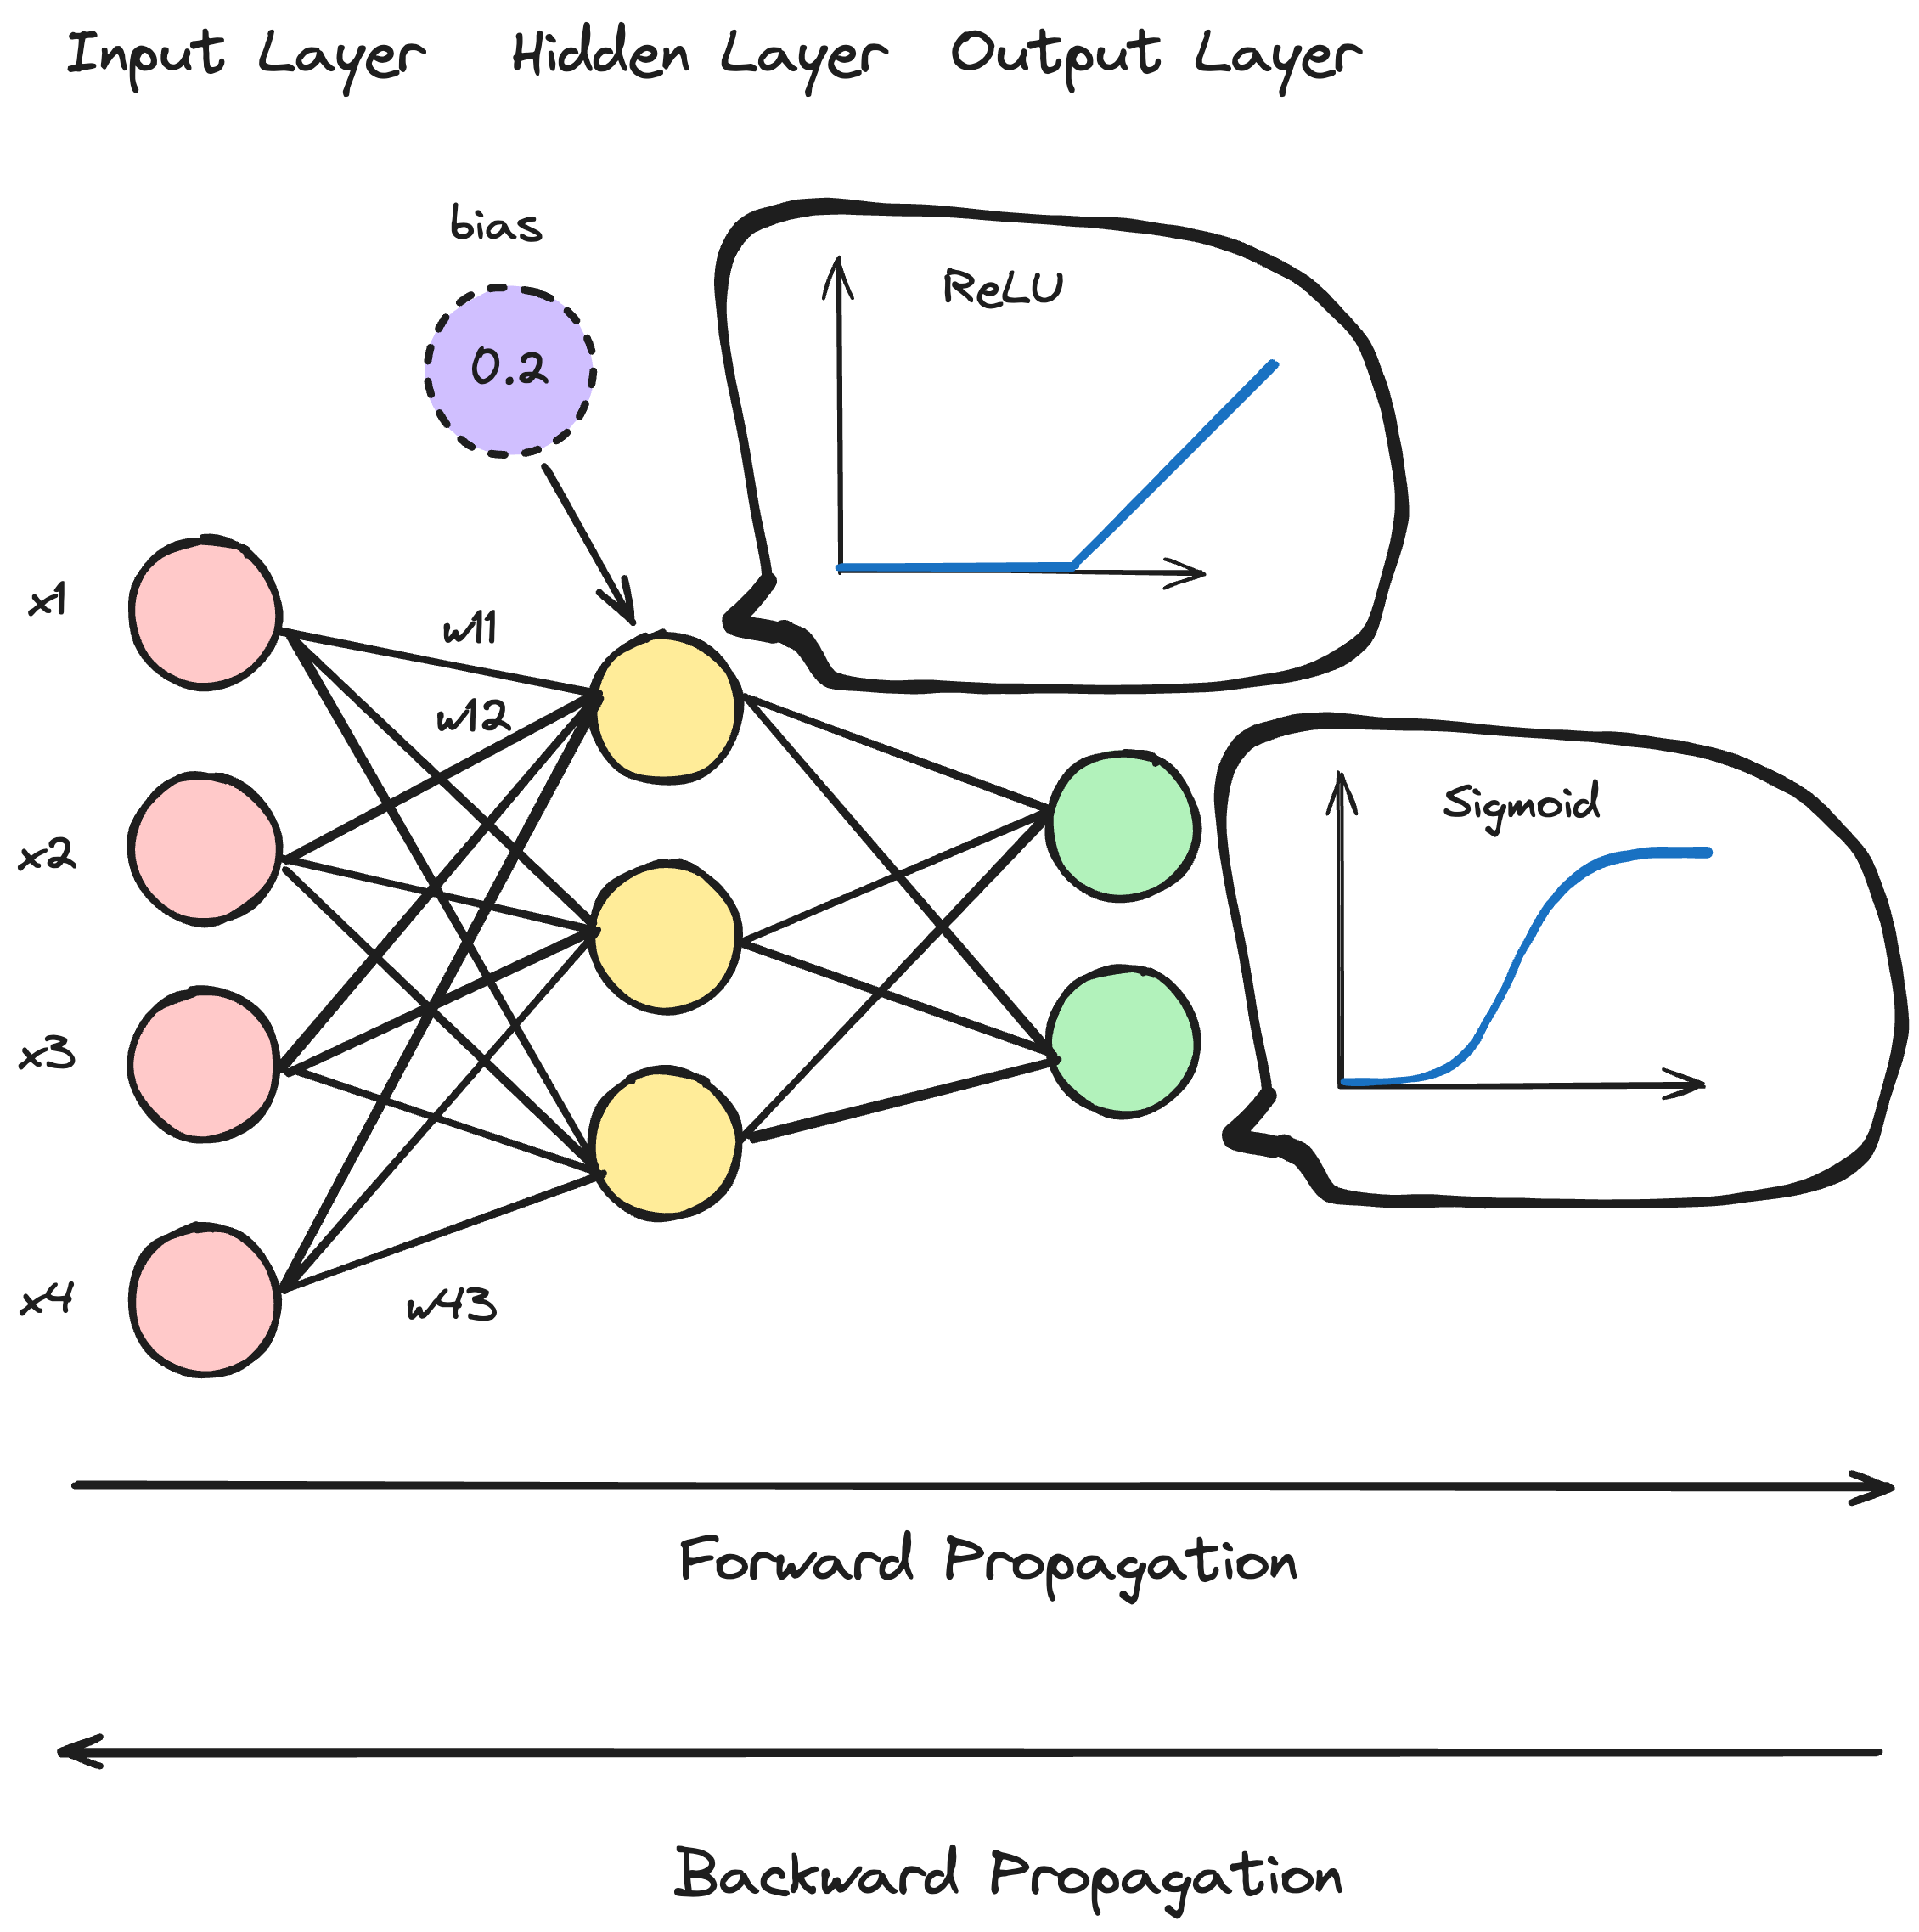 Input Layer
Hidden Layer
Output Layer
bias
0.2
ReLU
x1
w11
w12
Sigmoid
x2
x3
x4
w43
Forward Propagation
Backward Propagation